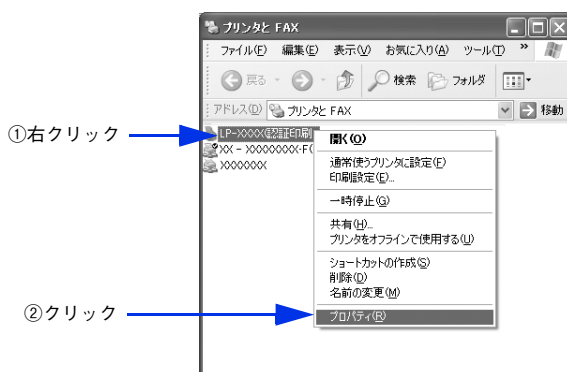 プリンタと FAX
ファイル(F) 編集(E) 表示(V) お気に入り(A) ツール(T) »
戻る 検索 フォルダ
アドレス(D) プリンタと FAX 移動
①右クリック
LP-XXXX(認証印刷
XX - XXXXXXXX-F(
XXXXXXX
開く(O)
通常使うプリンタに設定(F)
印刷設定(E)...
一時停止(G)
共有(H)...
プリンタをオフラインで使用する(U)
ショートカットの作成(S)
削除(D)
名前の変更(M)
②クリック
プロパティ(R)